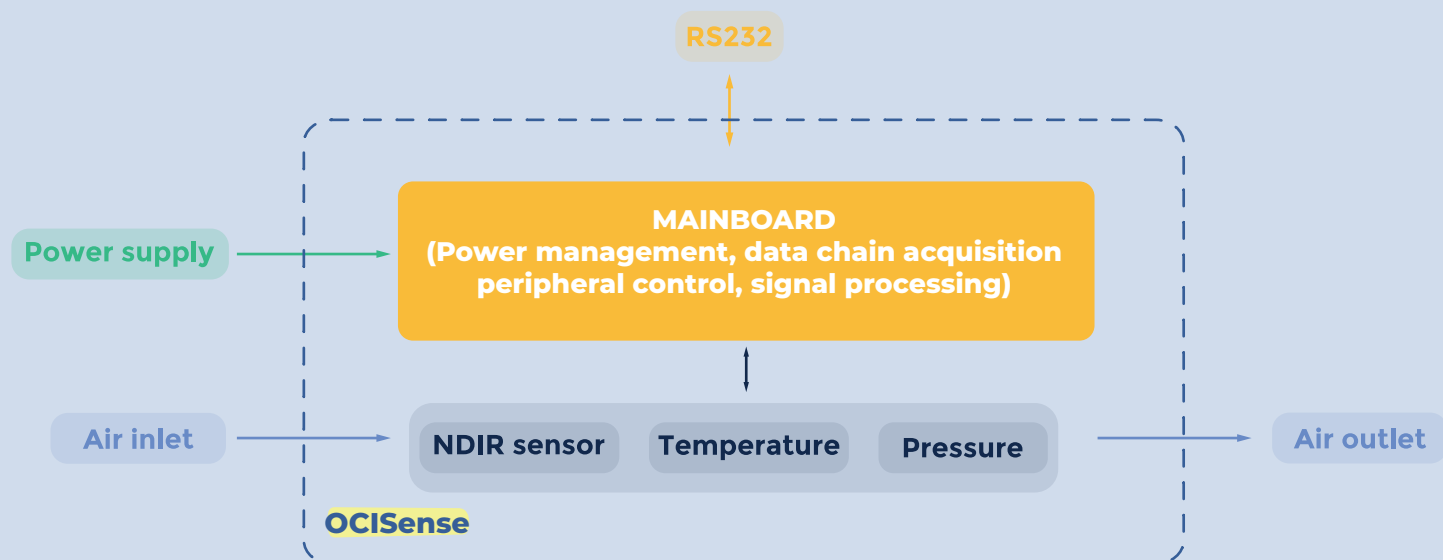 RS232
MAINBOARD
Power supply
(Power management, data chain acquisition
peripheral control, signal processing)
Air inlet
NDIR sensor
Temperature
Pressure
Air outlet
OCISense